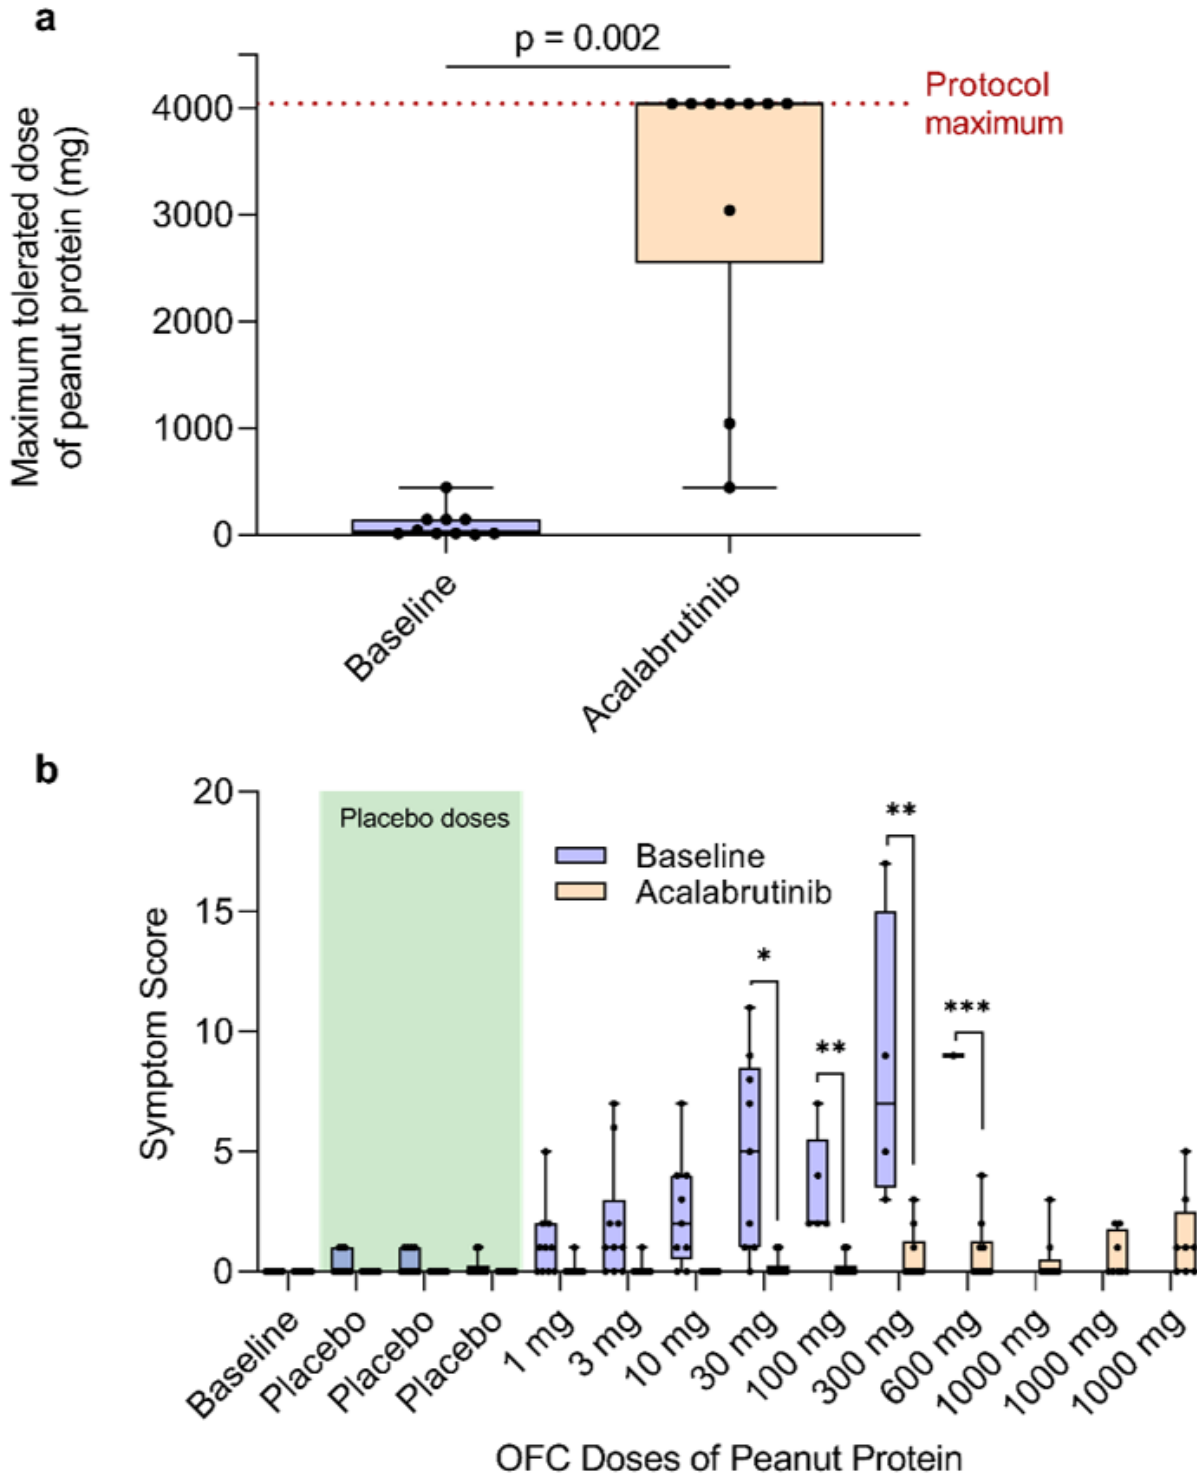 a
p = 0.002
Protocol
maximum
Maximum tolerated dose
of peanut protein (mg)
4000
3000
2000
1000
0
Baseline
Acalabrutinib
b
Placebo doses
Baseline
Acalabrutinib
Symptom Score
20
15
10
5
0
*
**
**
***
Baseline
Placebo
Placebo
Placebo
1 mg
3 mg
10 mg
30 mg
100 mg
300 mg
600 mg
1000 mg
1000 mg
1000 mg
OFC Doses of Peanut Protein